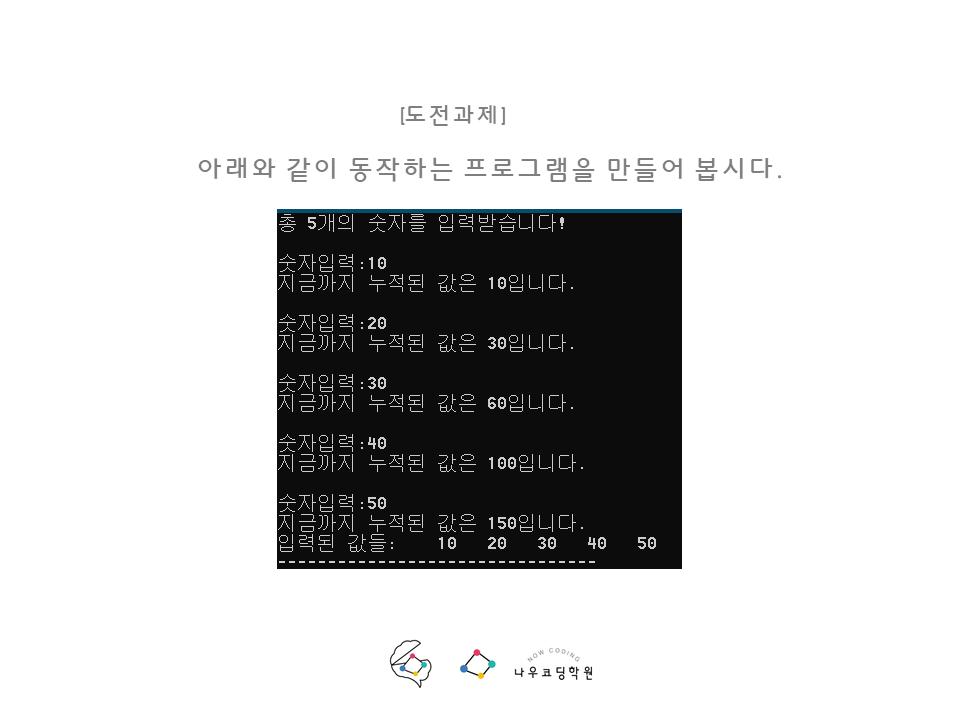 [도전과제]
아래와 같이 동작하는 프로그램을 만들어 봅시다.
총 5개의 숫자를 입력받습니다!
숫자입력:10
지금까지 누적된 값은 10입니다.
숫자입력:20
지금까지 누적된 값은 30입니다.
숫자입력:30
지금까지 누적된 값은 60입니다.
숫자입력:40
지금까지 누적된 값은 100입니다.
숫자입력:50
지금까지 누적된 값은 150입니다.
입력된 값들:    10   20   30   40   50
--------------------------------
NOW CODING
나우코딩학원